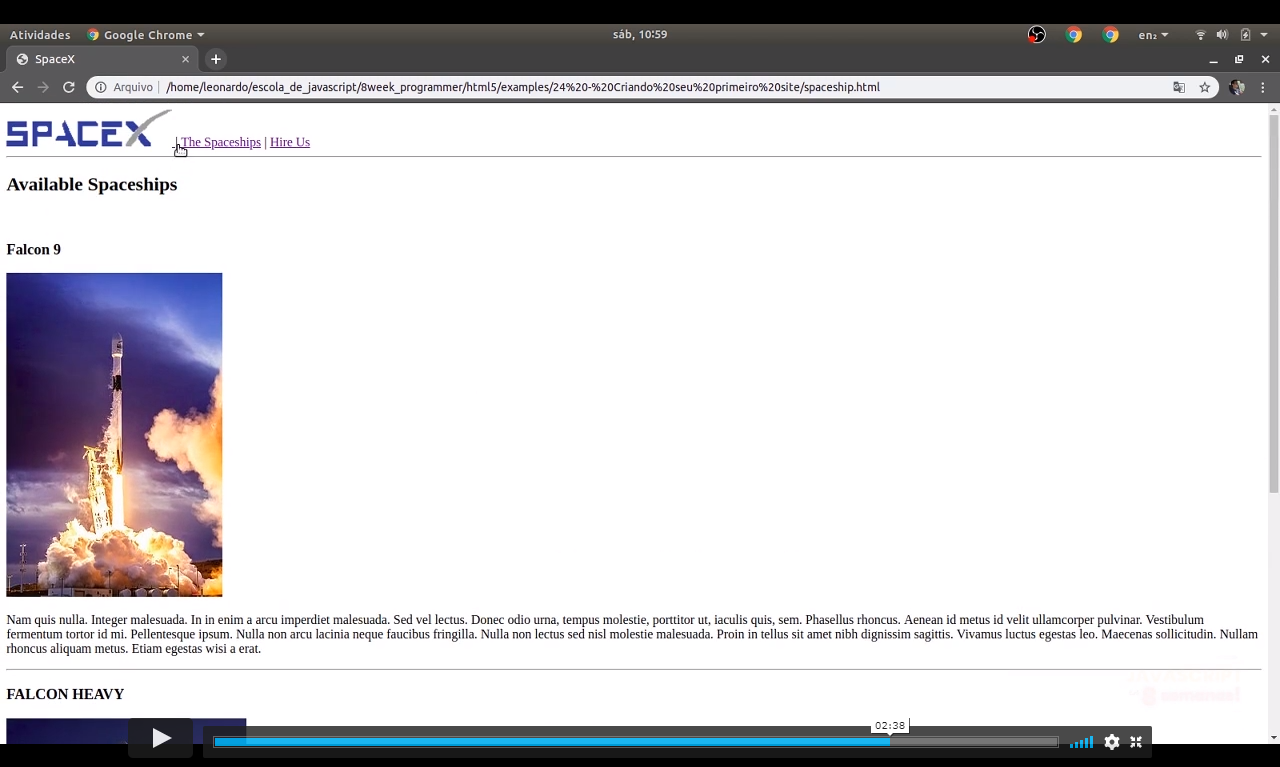 Atividades Google Chrome sáb, 10:59 en₂
SpaceX
Arquivo /home/leonardo/escola_de_javascript/8week_programmer/html5/examples/24%20-%20Criando%20seu%20primeiro%20site/spaceship.html
SPACEX | The Spaceships | Hire Us
Available Spaceships
Falcon 9
Nam quis nulla. Integer malesuada. In in enim a arcu imperdiet malesuada. Sed vel lectus. Donec odio urna, tempus molestie, porttitor ut, iaculis quis, sem. Phasellus rhoncus. Aenean id metus id velit ullamcorper pulvinar. Vestibulum
fermentum tortor id mi. Pellentesque ipsum. Nulla non arcu lacinia neque faucibus fringilla. Nulla non lectus sed nisl molestie malesuada. Proin in tellus sit amet nibh dignissim sagittis. Vivamus luctus egestas leo. Maecenas sollicitudin. Nullam
rhoncus aliquam metus. Etiam egestas wisi a erat.
FALCON HEAVY
02:38